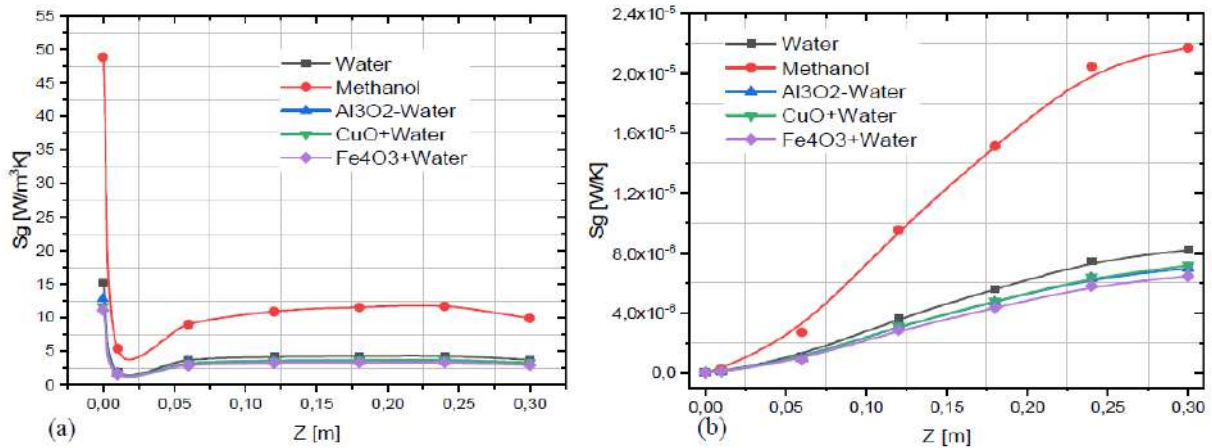 55
50
45
40
35
30
25
20
15
10
5
0
Sg [W/m³K]
Water
Methanol
Al3O2-Water
CuO+Water
Fe4O3+Water
0,00 0,05 0,10 0,15 0,20 0,25 0,30
(a)
Z [m]
2,4x10⁻⁵
2,0x10⁻⁵
1,6x10⁻⁵
1,2x10⁻⁵
8,0x10⁻⁶
4,0x10⁻⁶
0,0
Sg [W/K]
Water
Methanol
Al3O2-Water
CuO+Water
Fe4O3+Water
0,00 0,05 0,10 0,15 0,20 0,25 0,30
(b)
Z [m]